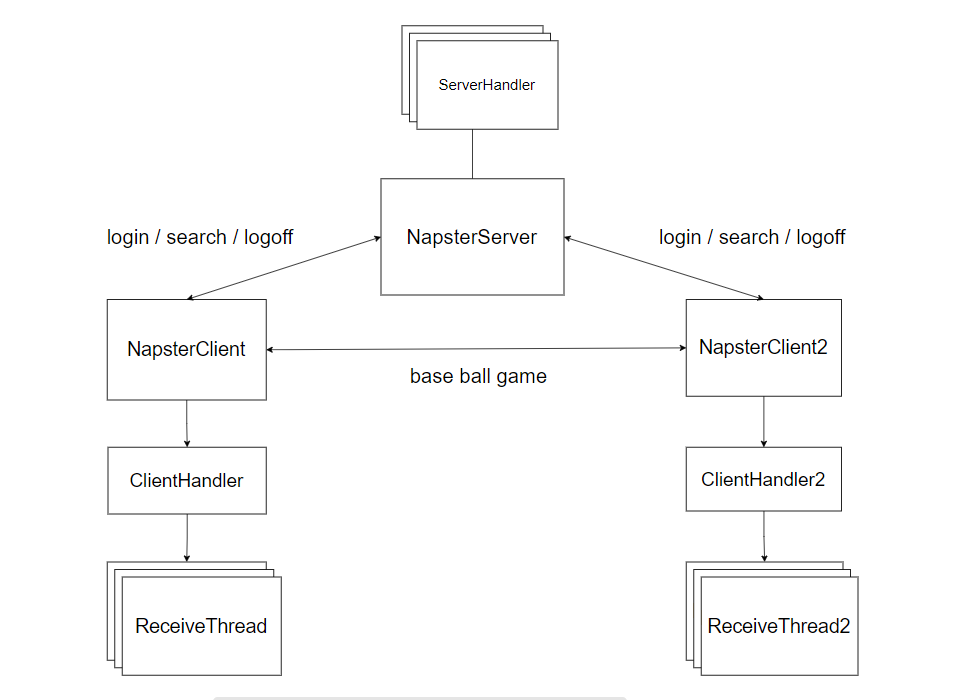 ServerHandler
login / search / logoff
NapsterServer
login / search / logoff
NapsterClient
NapsterClient2
base ball game
ClientHandler
ClientHandler2
ReceiveThread
ReceiveThread2